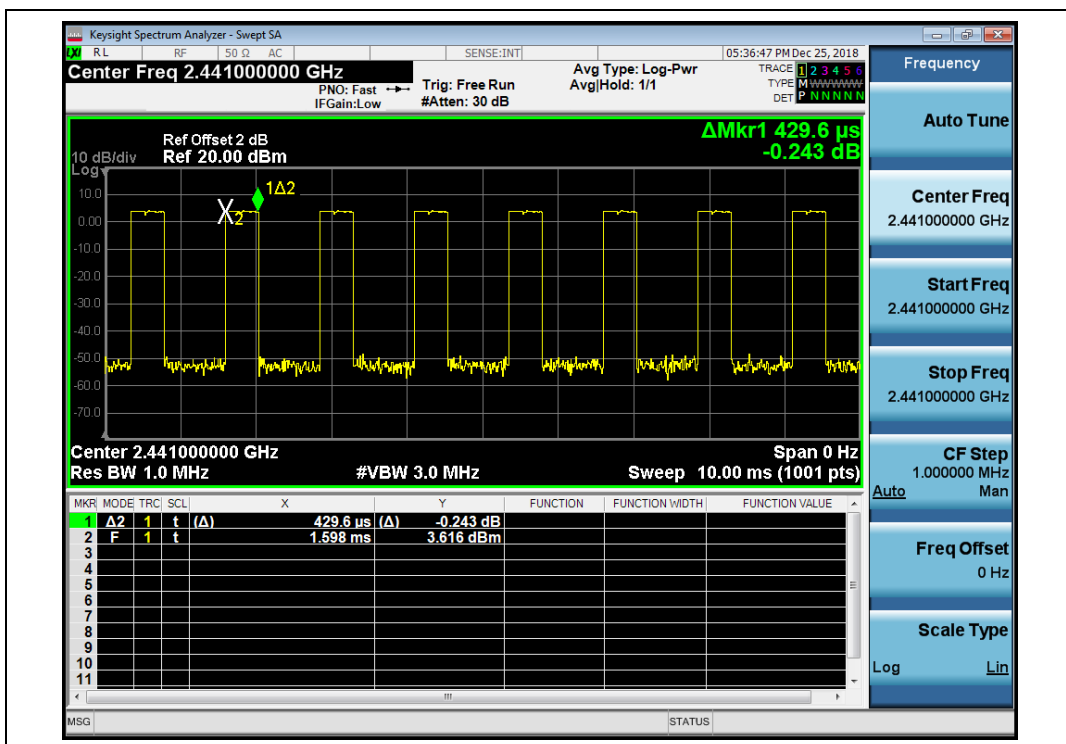 Keysight Spectrum Analyzer - Swept SA
LXI RL RF 50 Ω AC SENSE:INT 05:36:47 PM Dec 25, 2018
Center Freq 2.441000000 GHz
PNO: Fast
IFGain:Low
Trig: Free Run
#Atten: 30 dB
Avg Type: Log-Pwr
Avg|Hold: 1/1
TRACE 1 2 3 4 5 6
TYPE M WWWWW
DET P N N N N N
Ref Offset 2 dB
10 dB/div Ref 20.00 dBm
Log
ΔMkr1 429.6 µs
-0.243 dB
10.0
0.00
-10.0
-20.0
-30.0
-40.0
-50.0
-60.0
-70.0
1Δ2
X2
Center 2.441000000 GHz Span 0 Hz
Res BW 1.0 MHz #VBW 3.0 MHz Sweep 10.00 ms (1001 pts)
MKR MODE TRC SCL X Y FUNCTION FUNCTION WIDTH FUNCTION VALUE
1 Δ2 1 t (Δ) 429.6 µs (Δ) -0.243 dB
2 F 1 t 1.598 ms 3.616 dBm
3
4
5
6
7
8
9
10
11
MSG STATUS
Frequency
Auto Tune
Center Freq
2.441000000 GHz
Start Freq
2.441000000 GHz
Stop Freq
2.441000000 GHz
CF Step
1.000000 MHz
Auto Man
Freq Offset
0 Hz
Scale Type
Log Lin